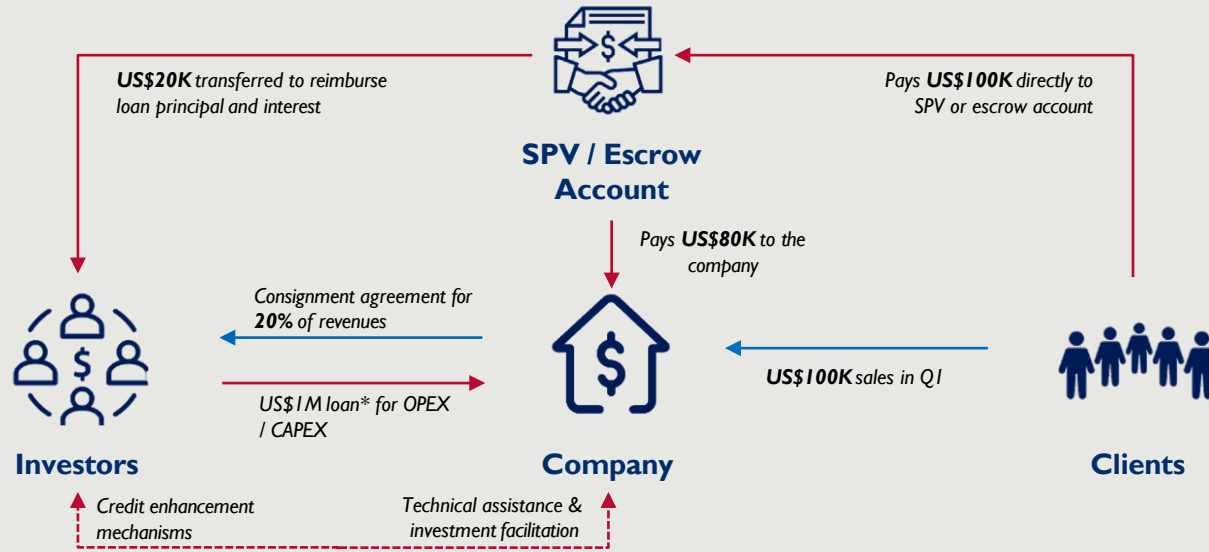 US$20K transferred to reimburse
loan principal and interest
Pays US$100K directly to
SPV or escrow account
SPV / Escrow
Account
Pays US$80K to the
company
Consignment agreement for
20% of revenues
US$100K sales in Q1
US$1M loan* for OPEX
/ CAPEX
Investors
Company
Clients
Credit enhancement
mechanisms
Technical assistance &
investment facilitation